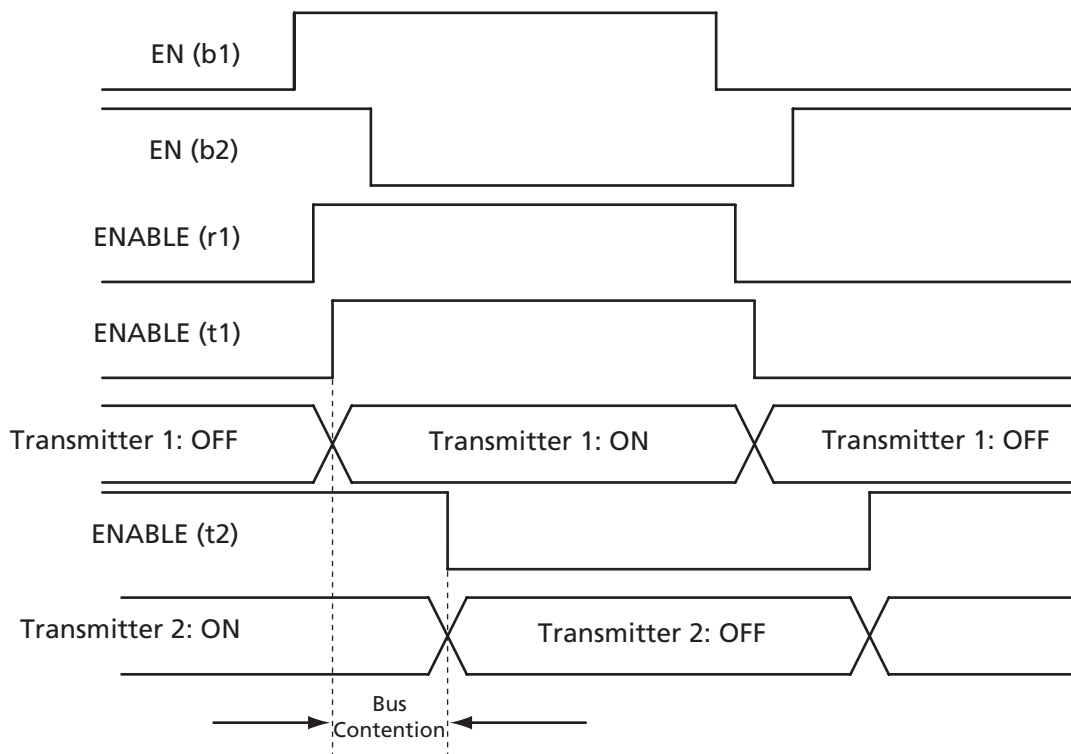 EN (b1)
EN (b2)
ENABLE (r1)
ENABLE (t1)
Transmitter 1: OFF
Transmitter 1: ON
Transmitter 1: OFF
ENABLE (t2)
Transmitter 2: ON
Transmitter 2: OFF
Bus
Contention